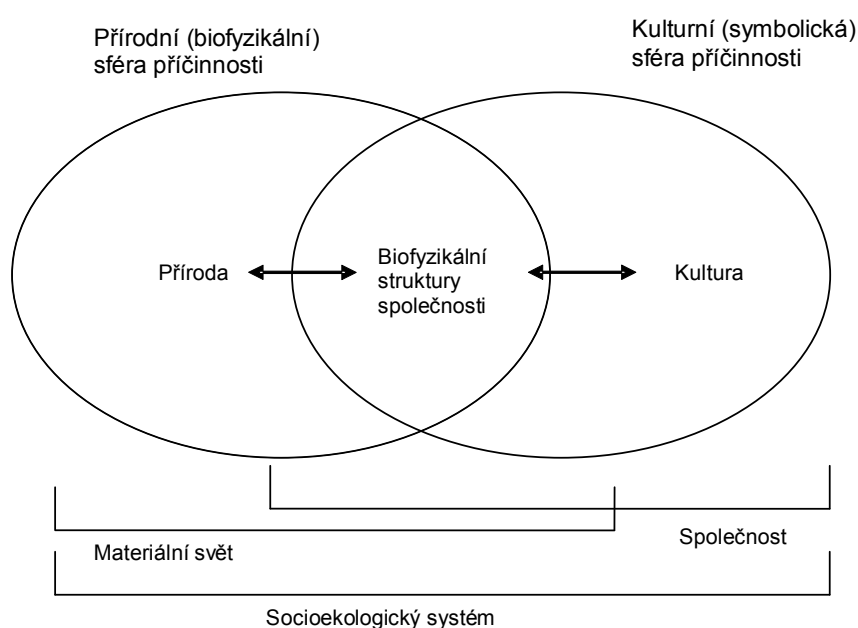 Přírodní (biofyzikální)
sféra příčinnosti
Kulturní (symbolická)
sféra příčinnosti
Příroda
Biofyzikální
struktury
společnosti
Kultura
Společnost
Materiální svět
Socioekologický systém